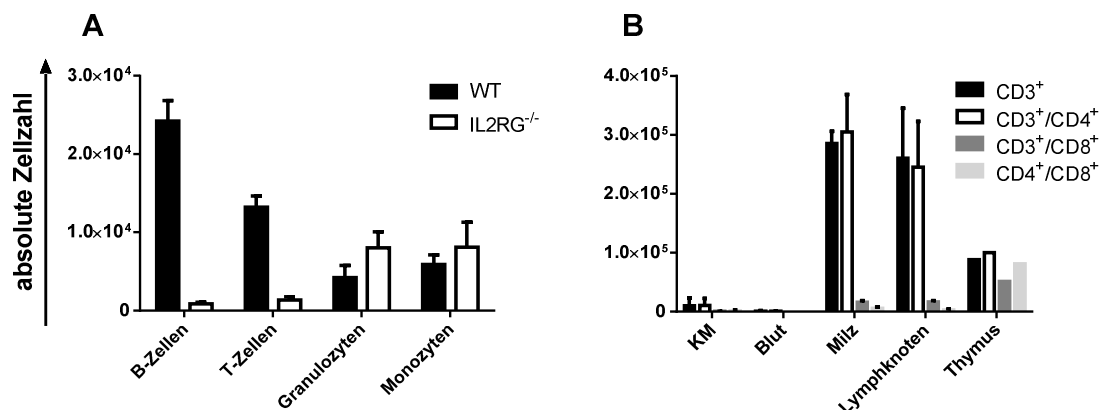 A
absolute Zellzahl
3.0×10⁴
2.0×10⁴
1.0×10⁴
0
B-Zellen
T-Zellen
Granulozyten
Monozyten
WT
IL2RG⁻/⁻
B
4.0×10⁵
3.0×10⁵
2.0×10⁵
1.0×10⁵
0
KM
Blut
Milz
Lymphknoten
Thymus
CD3⁺
CD3⁺/CD4⁺
CD3⁺/CD8⁺
CD4⁺/CD8⁺